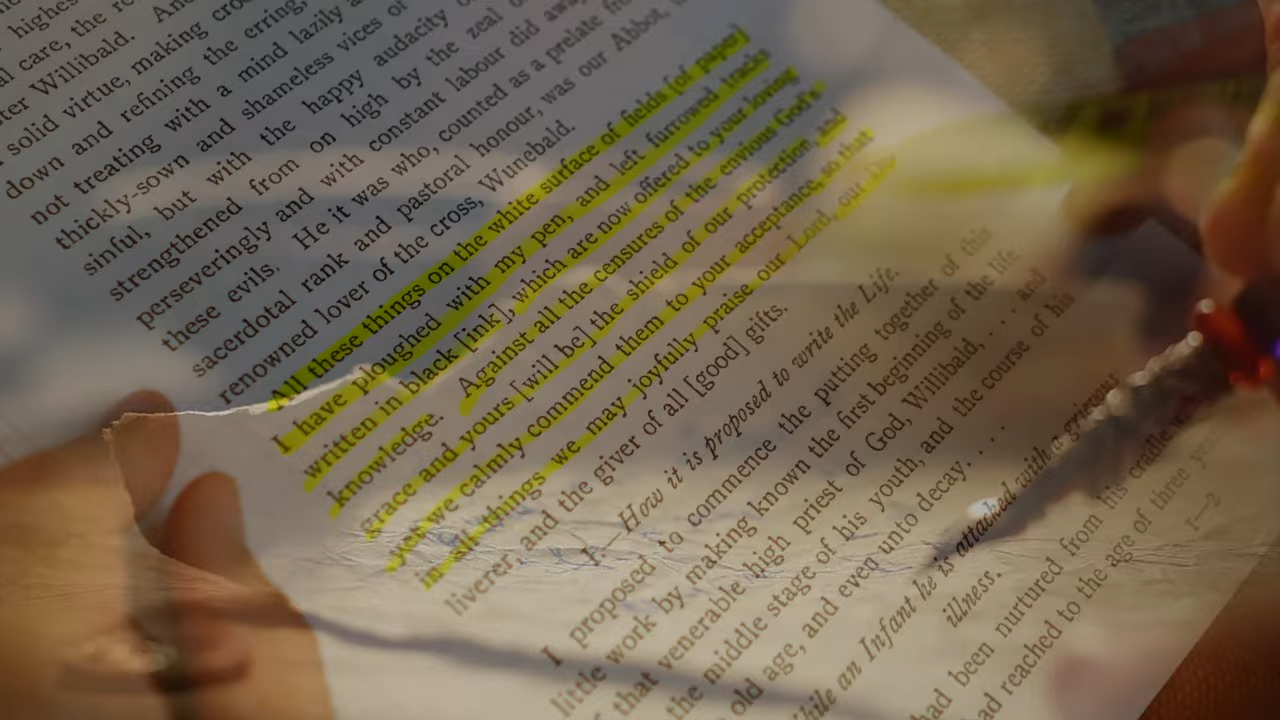 highes
al care, the re
ter Willibald. And
solid virtue, making cro
down and refining the erring,
not treating with a mind lazily a
thickly-sown and shameless vices of
sinful, but with the happy audacity
strengthened from on high by the zeal o
perseveringly and with constant labour did away
these evils. He it was who, counted as a prelate fr
sacerdotal rank and pastoral honour, was our Abbot, t
renowned lover of the cross, Wunebald.
All these things on the white surface of fields [of paper]
I have ploughed with my pen, and left furrowed tracks
written in black [ink], which are now offered to your loving
knowledge. Against all the censures of the envious God's
grace and yours [will be] the shield of our protection, and
we calmly commend them to your acceptance, so that
in all things we may joyfully praise our Lord, our
liverer, and the giver of all [good] gifts.
I—How it is proposed to write the Life.
I proposed to commence the putting together of this
little work by making known the first beginning of the life
that venerable high priest of God, Willibald, . . . and
the middle stage of his youth, and the course of his
old age, and even unto decay. . . .
hile an Infant he is attacked with a grievous
illness.
had been nurtured from his cradle w
ad reached to the age of three y
1—2